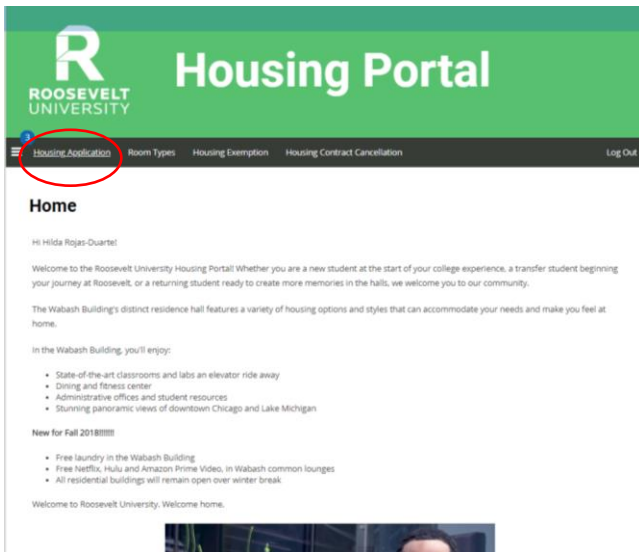 ROOSEVELT
UNIVERSITY
Housing Portal
3
Housing Application Room Types Housing Exemption Housing Contract Cancellation Log Out
Home
Hi Hilda Rojas-Duarte!
Welcome to the Roosevelt University Housing Portal! Whether you are a new student at the start of your college experience, a transfer student beginning
your journey at Roosevelt, or a returning student ready to create more memories in the halls, we welcome you to our community.
The Wabash Building's distinct residence hall features a variety of housing options and styles that can accommodate your needs and make you feel at
home.
In the Wabash Building, you'll enjoy:
• State-of-the-art classrooms and labs an elevator ride away
• Dining and fitness center
• Administrative offices and student resources
• Stunning panoramic views of downtown Chicago and Lake Michigan
New for Fall 2018!!!!!!!
• Free laundry in the Wabash Building
• Free Netflix, Hulu and Amazon Prime Video, in Wabash common lounges
• All residential buildings will remain open over winter break
Welcome to Roosevelt University. Welcome home.